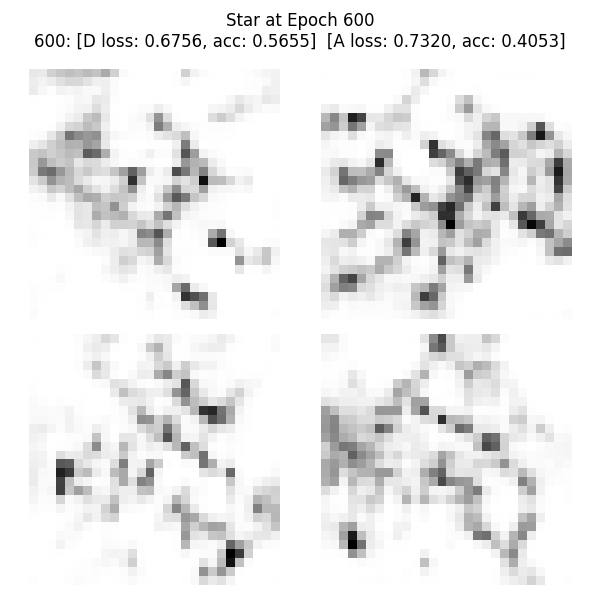 Star at Epoch 600
600: [D loss: 0.6756, acc: 0.5655]  [A loss: 0.7320, acc: 0.4053]